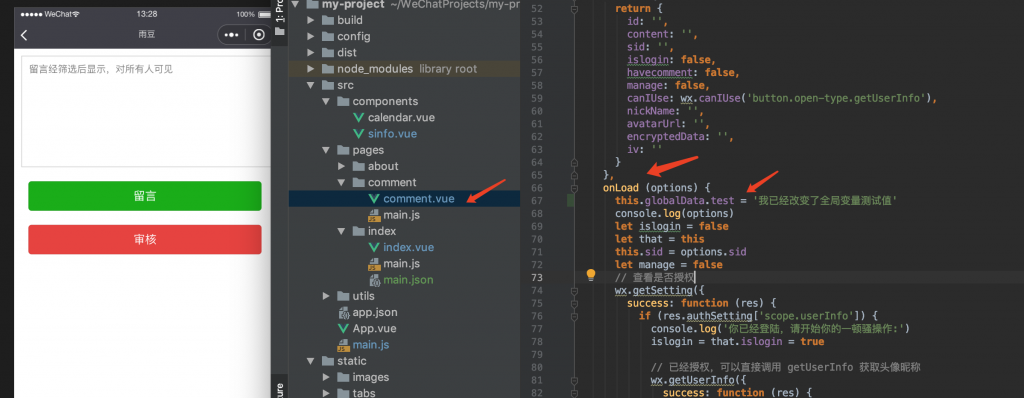 WeChat
13:28
雨豆
留言经筛选后显示，对所有人可见
留言
审核
1: Pro
my-project ~/WeChatProjects/my-pr
build
config
dist
node_modules library root
src
components
calendar.vue
sinfo.vue
pages
about
comment
comment.vue
main.js
index
index.vue
main.js
main.json
utils
app.json
App.vue
main.js
static
images
tabs
52 return {
53 id: '',
54 content: '',
55 sid: '',
56 islogin: false,
57 havecomment: false,
58 manage: false,
59 canIUse: wx.canIUse('button.open-type.getUserInfo'),
60 nickName: '',
61 avatarUrl: '',
62 encryptedData: '',
63 iv: ''
64 }
65 },
66 onLoad (options) {
67 this.globalData.test = '我已经改变了全局变量测试值'
68 console.log(options)
69 let islogin = false
70 let that = this
71 this.sid = options.sid
72 let manage = false
73 // 查看是否授权
74 wx.getSetting({
75 success: function (res) {
76 if (res.authSetting['scope.userInfo']) {
77 console.log('你已经登陆，请开始你的一顿骚操作:')
78 islogin = that.islogin = true
79
80 // 已经授权，可以直接调用 getUserInfo 获取头像昵称
81 wx.getUserInfo({
82 success: function (res) {